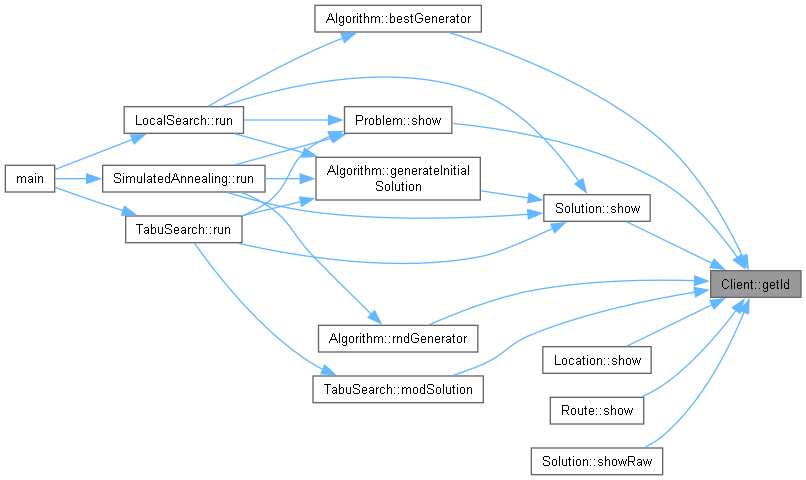 Algorithm::bestGenerator
LocalSearch::run
Problem::show
main
SimulatedAnnealing::run
Algorithm::generateInitial
Solution
Solution::show
TabuSearch::run
Client::getId
Algorithm::rndGenerator
Location::show
TabuSearch::modSolution
Route::show
Solution::showRaw